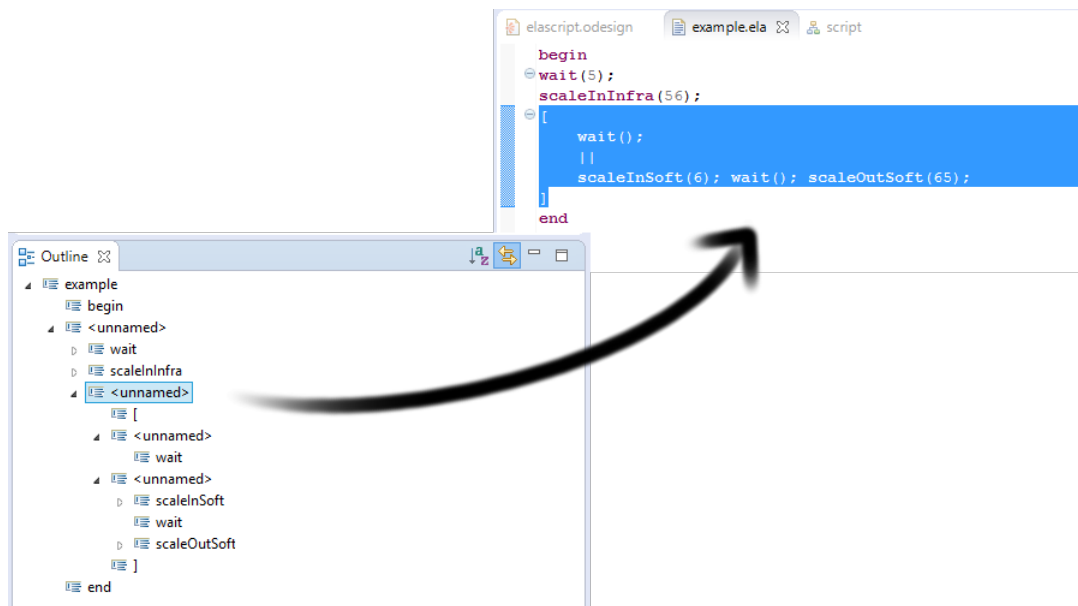 elascript.odesign example.ela script
begin
wait(5);
scaleInInfra(56);
[
wait();
||
scaleInSoft(6); wait(); scaleOutSoft(65);
]
end
Outline
example
begin
<unnamed>
wait
scaleInInfra
<unnamed>
[
<unnamed>
wait
<unnamed>
scaleInSoft
wait
scaleOutSoft
]
end